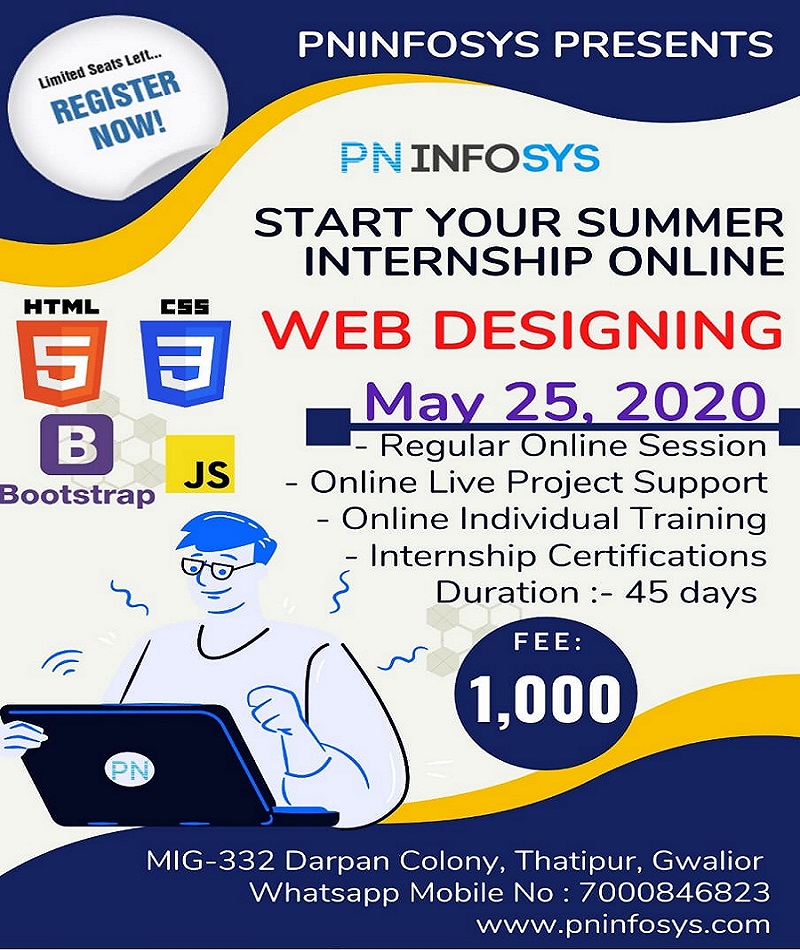 PNINFOSYS PRESENTS
Limited Seats Left...
REGISTER
NOW!
PN INFOSYS
START YOUR SUMMER
INTERNSHIP ONLINE
WEB DESIGNING
May 25, 2020
HTML
5
CSS
3
B
Bootstrap
JS
- Regular Online Session
- Online Live Project Support
- Online Individual Training
- Internship Certifications
Duration :- 45 days
FEE:
1,000
PN
MIG-332 Darpan Colony, Thatipur, Gwalior
Whatsapp Mobile No : 7000846823
www.pninfosys.com